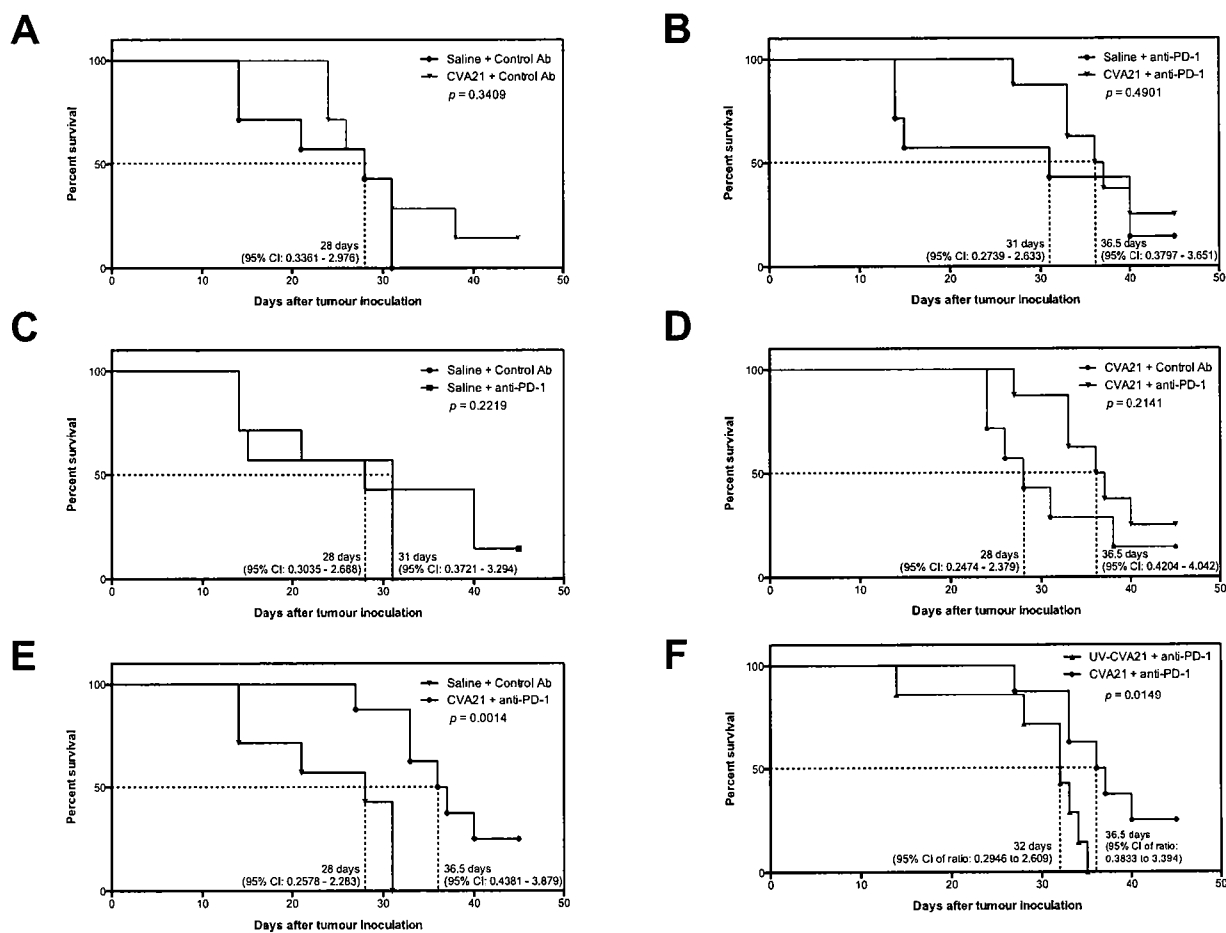 A
Percent survival
100
50
0
Saline + Control Ab
CVA21 + Control Ab
p = 0.3409
28 days
(95% CI: 0.3361 - 2.976)
0 10 20 30 40 50
Days after tumour inoculation
B
Percent survival
100
50
0
Saline + anti-PD-1
CVA21 + anti-PD-1
p = 0.4901
31 days
(95% CI: 0.2739 - 2.633)
36.5 days
(95% CI: 0.3797 - 3.651)
0 10 20 30 40 50
Days after tumour inoculation
C
Percent survival
100
50
0
Saline + Control Ab
Saline + anti-PD-1
p = 0.2219
28 days
(95% CI: 0.3035 - 2.688)
31 days
(95% CI: 0.3721 - 3.294)
0 10 20 30 40 50
Days after tumour inoculation
D
Percent survival
100
50
0
CVA21 + Control Ab
CVA21 + anti-PD-1
p = 0.2141
28 days
(95% CI: 0.2474 - 2.379)
36.5 days
(95% CI: 0.4204 - 4.042)
0 10 20 30 40 50
Days after tumour inoculation
E
Percent survival
100
50
0
Saline + Control Ab
CVA21 + anti-PD-1
p = 0.0014
28 days
(95% CI: 0.2578 - 2.283)
36.5 days
(95% CI: 0.4381 - 3.879)
0 10 20 30 40 50
Days after tumour inoculation
F
Percent survival
100
50
0
UV-CVA21 + anti-PD-1
CVA21 + anti-PD-1
p = 0.0149
32 days
(95% CI of ratio: 0.2946 to 2.609)
36.5 days
(95% CI of ratio:
0.3833 to 3.394)
0 10 20 30 40 50
Days after tumour inoculation